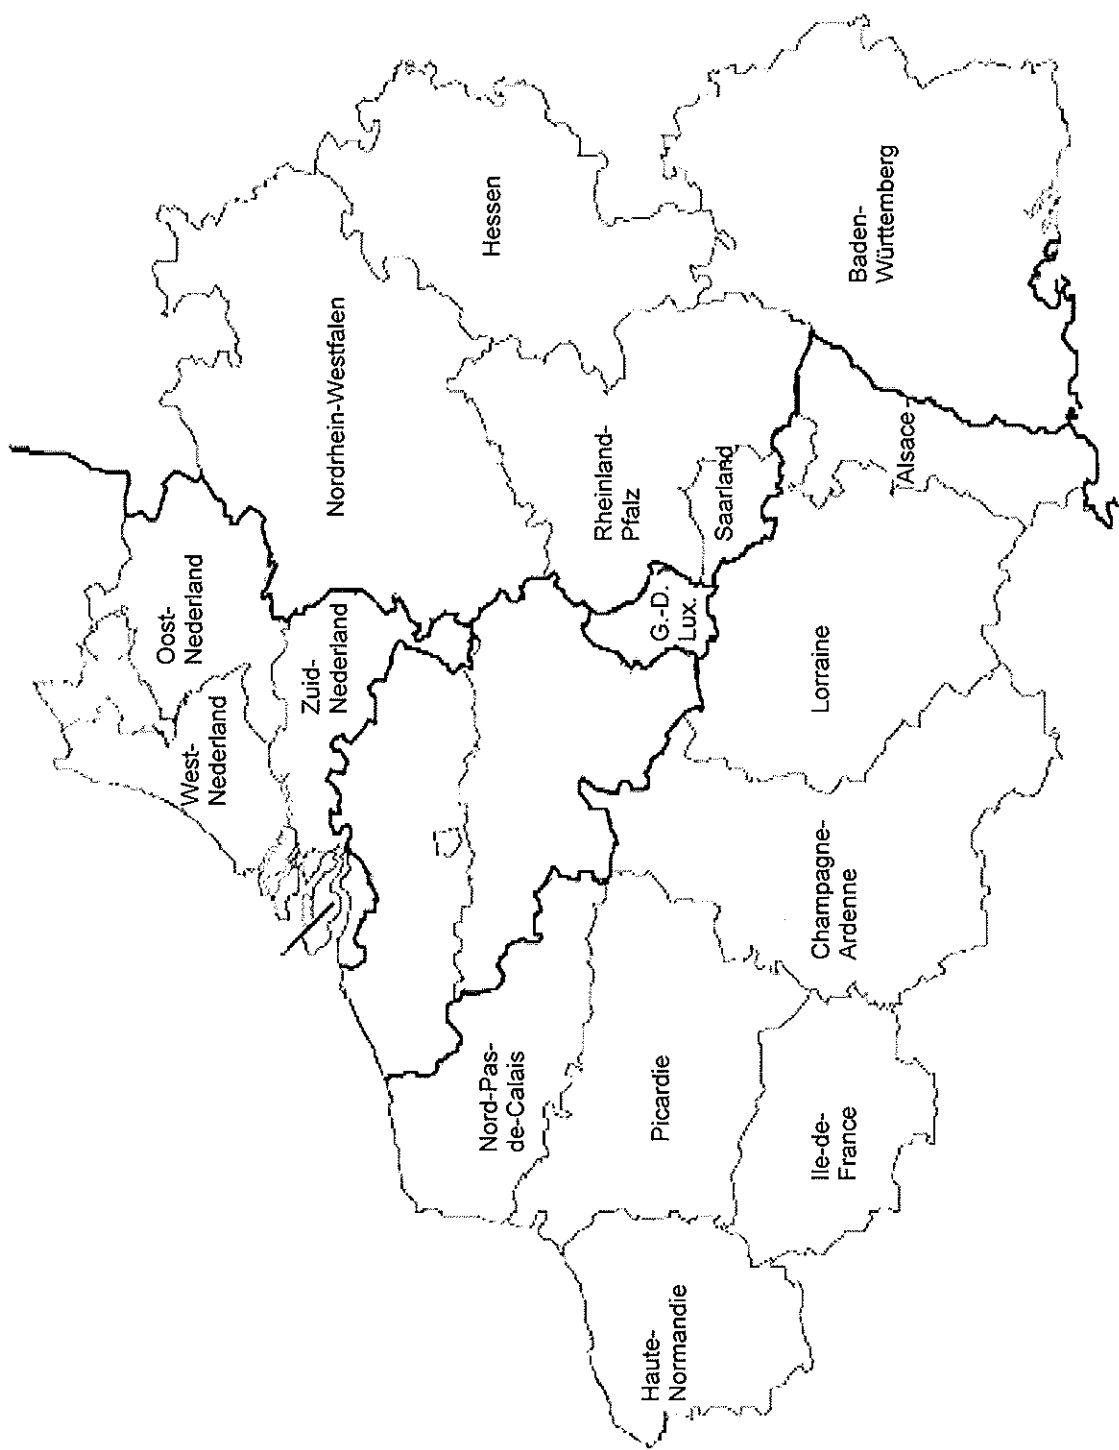 West-
Nederland
Oost-
Nederland
Zuid-
Nederland
Nordrhein-Westfalen
Hessen
Nord-Pas-
de-Calais
Rheinland-
Pfalz
G.-D.
Lux.
Saarland
Haute-
Normandie
Picardie
Ile-de-
France
Champagne-
Ardenne
Lorraine
Alsace
Baden-
Württemberg